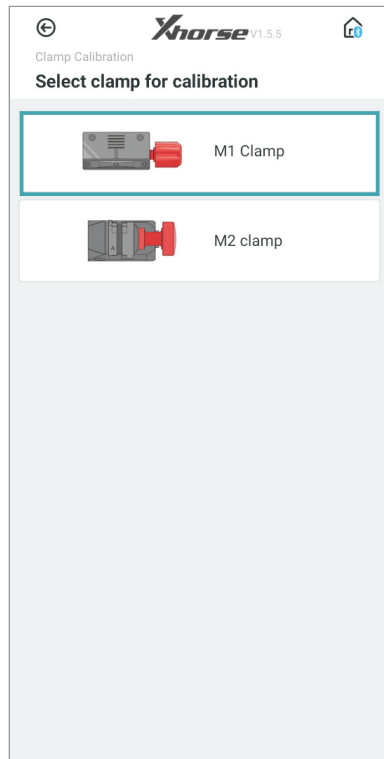 Xhorse V1.5.5
Clamp Calibration
Select clamp for calibration
M1 Clamp
A
M2 clamp